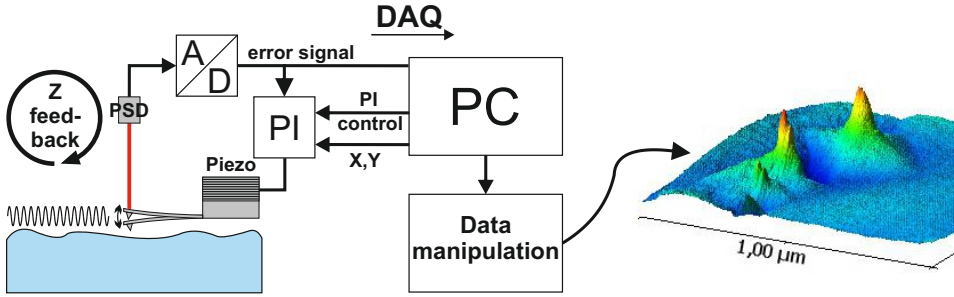 DAQ
A
D
error signal
Z
feed-
back
PSD
PI
PI
control
X,Y
PC
Piezo
Data
manipulation
1,00 µm